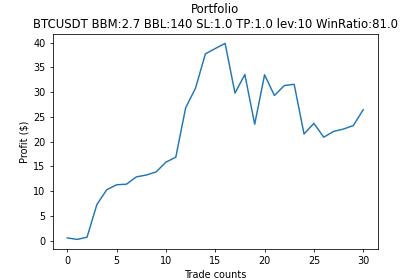 Portfolio
BTCUSDT BBM:2.7 BBL:140 SL:1.0 TP:1.0 lev:10 WinRatio:81.0
40
35
30
25
20
15
10
5
0
Profit ($)
0 5 10 15 20 25 30
Trade counts